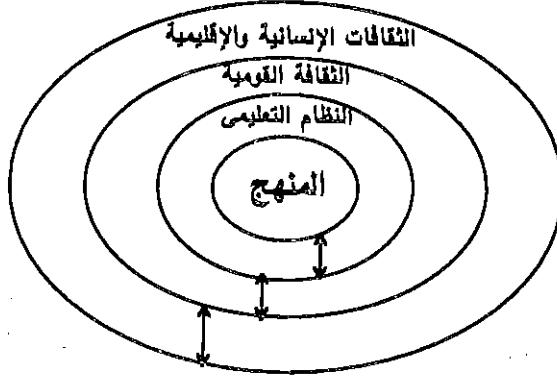 الثقافات الإنسانية والإقليمية
الثقافة القومية
النظام التعليمى
المنهج